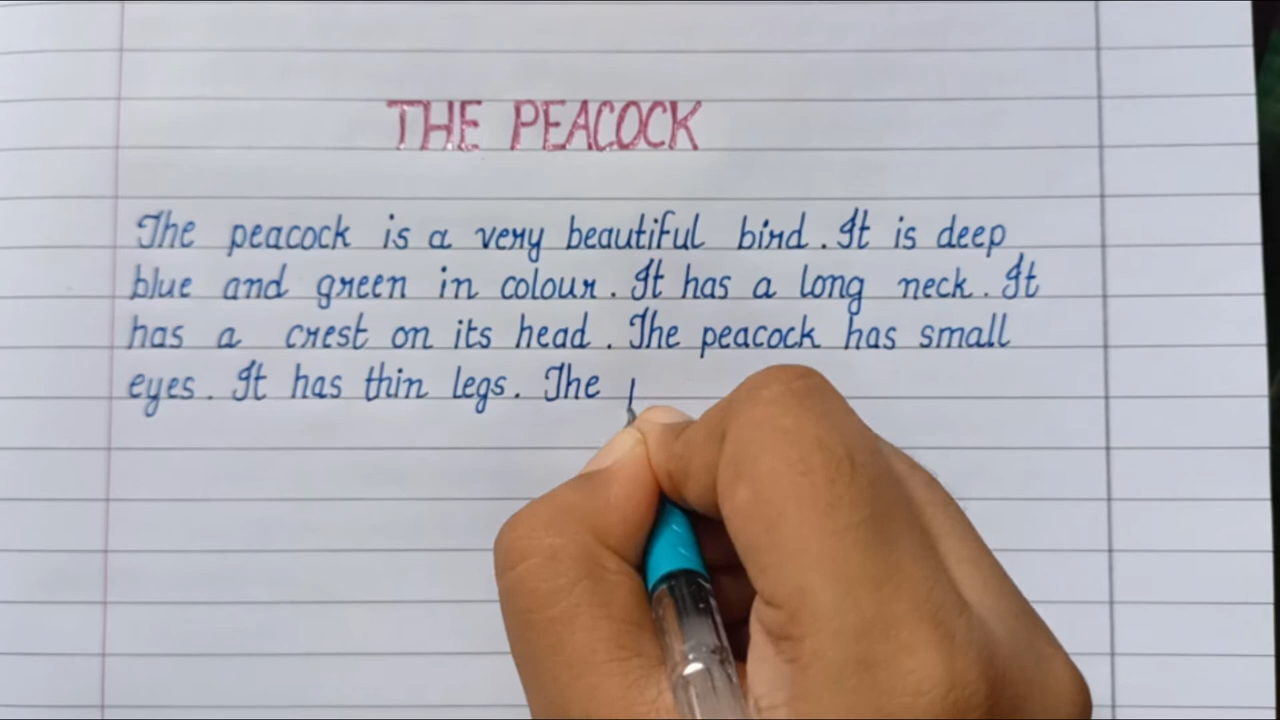 THE PEACOCK
The peacock is a very beautiful bird. It is deep
blue and green in colour. It has a long neck. It
has a crest on its head. The peacock has small
eyes. It has thin legs. The